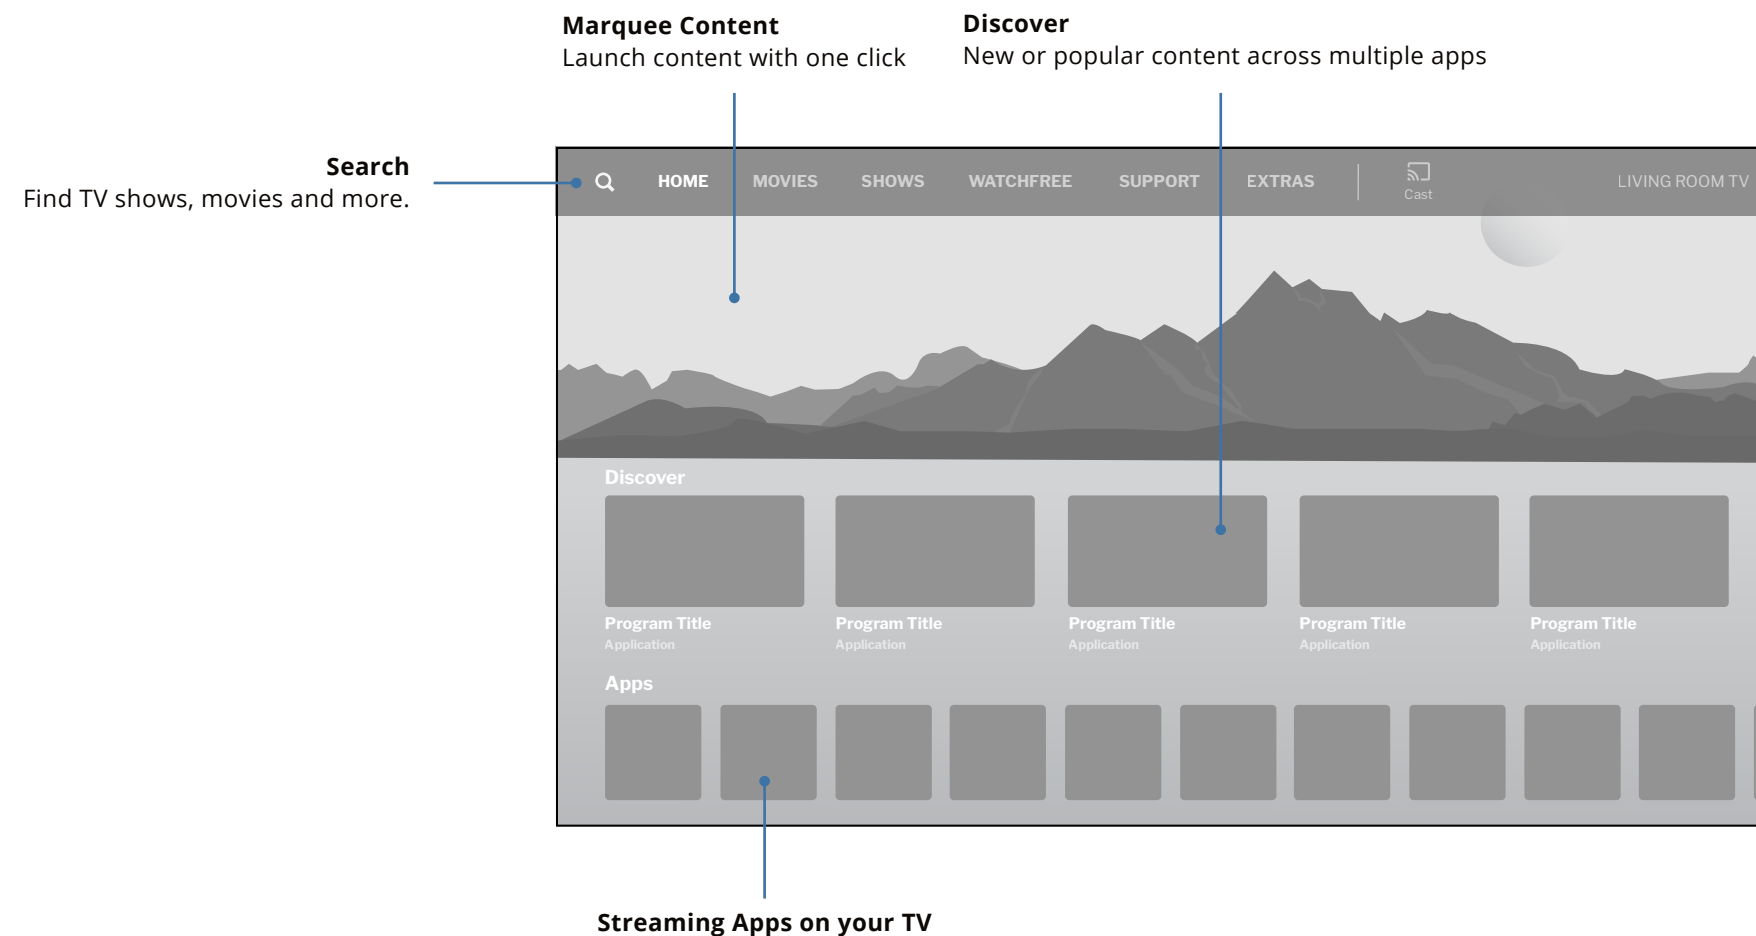 Marquee Content
Launch content with one click
Discover
New or popular content across multiple apps
Search
Find TV shows, movies and more.
HOME MOVIES SHOWS WATCHFREE SUPPORT EXTRAS Cast LIVING ROOM TV
Discover
Program Title Program Title Program Title Program Title Program Title
Application Application Application Application Application
Apps
Streaming Apps on your TV